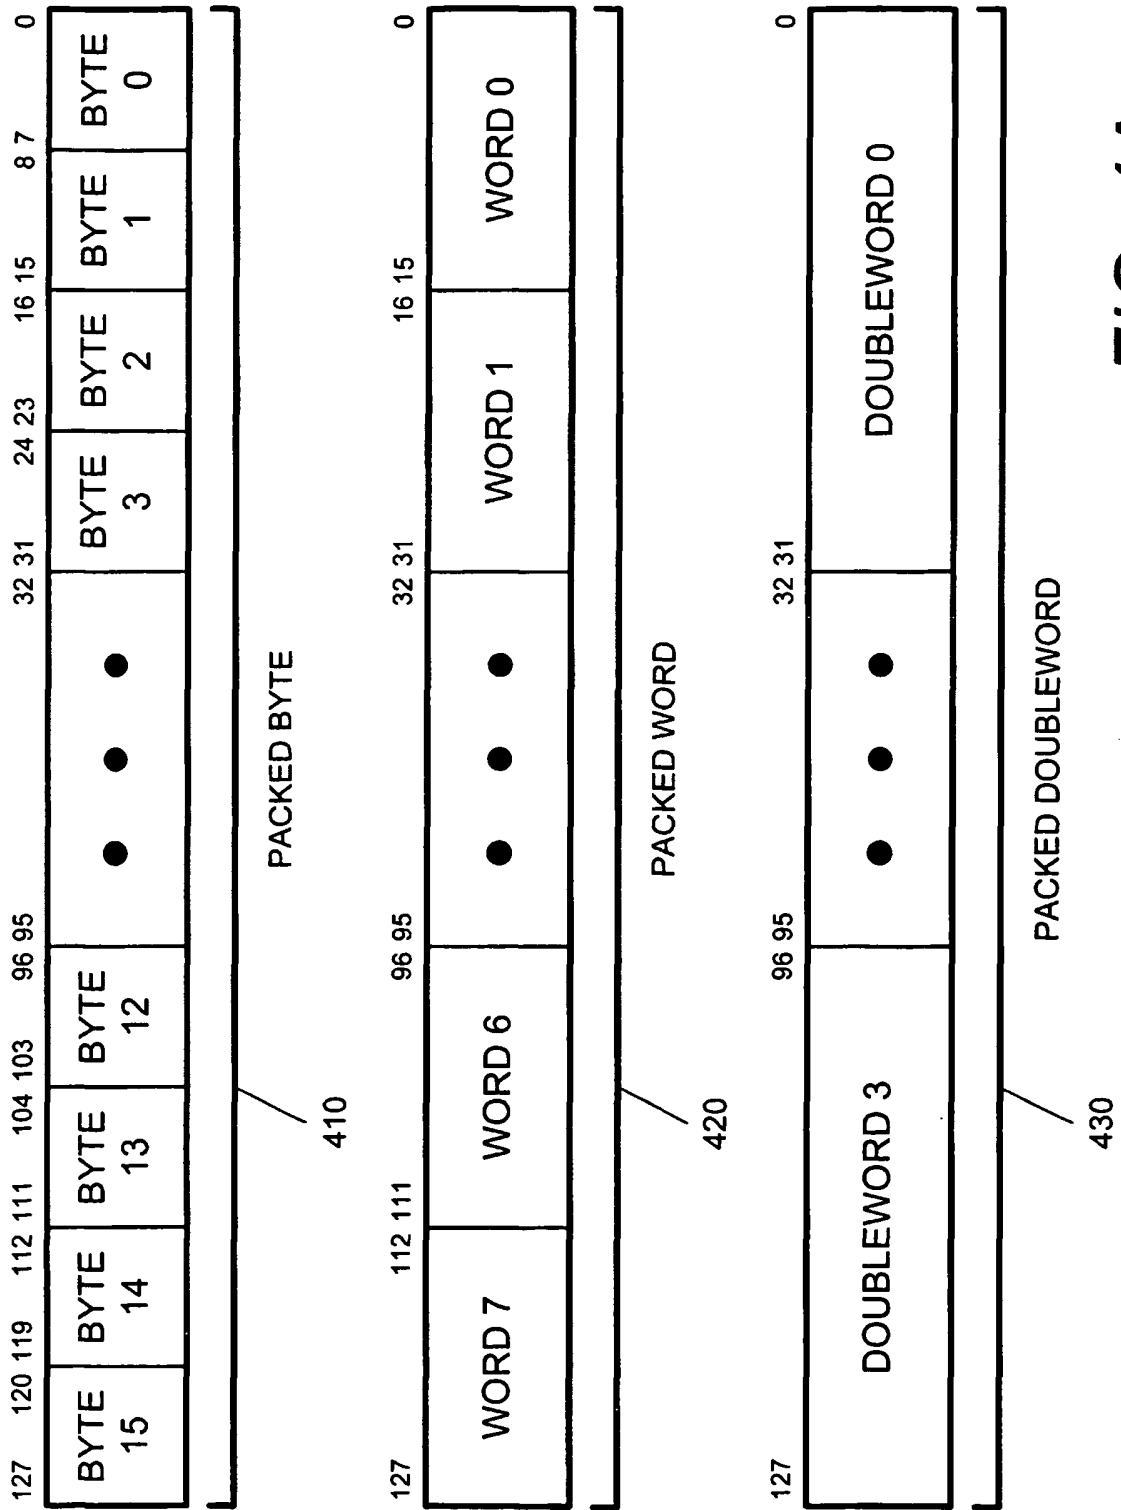 127 120 119 112 111 104 103 96 95 32 31 24 23 16 15 8 7 0
BYTE 15 BYTE 14 BYTE 13 BYTE 12 BYTE 3 BYTE 2 BYTE 1 BYTE 0
PACKED BYTE
410
127 112 111 96 95 32 31 16 15 0
WORD 7 WORD 6 WORD 1 WORD 0
PACKED WORD
420
127 96 95 32 31 0
DOUBLEWORD 3 DOUBLEWORD 0
PACKED DOUBLEWORD
430